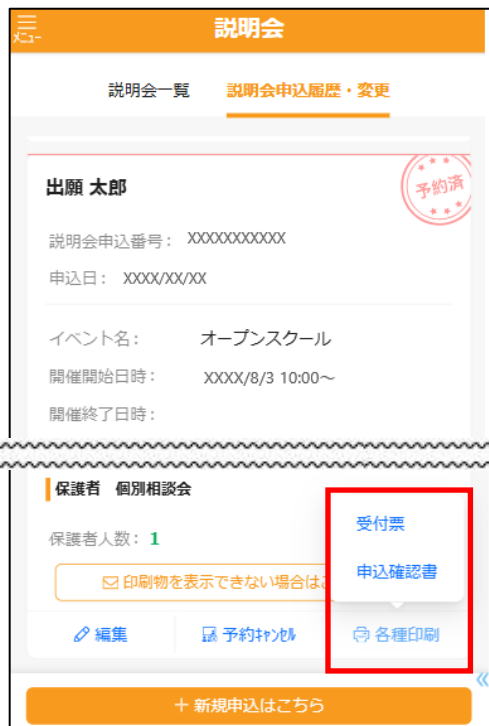 メニュー
説明会
説明会一覧 説明会申込履歴・変更
出願 太郎
予約済
説明会申込番号： XXXXXXXXXXX
申込日： XXXX/XX/XX
イベント名： オープンスクール
開催開始日時： XXXX/8/3 10:00～
開催終了日時：
保護者 個別相談会
保護者人数：1
受付票
申込確認書
印刷物を表示できない場合は
編集 予約ｷｬﾝｾﾙ 各種印刷
＋新規申込はこちら